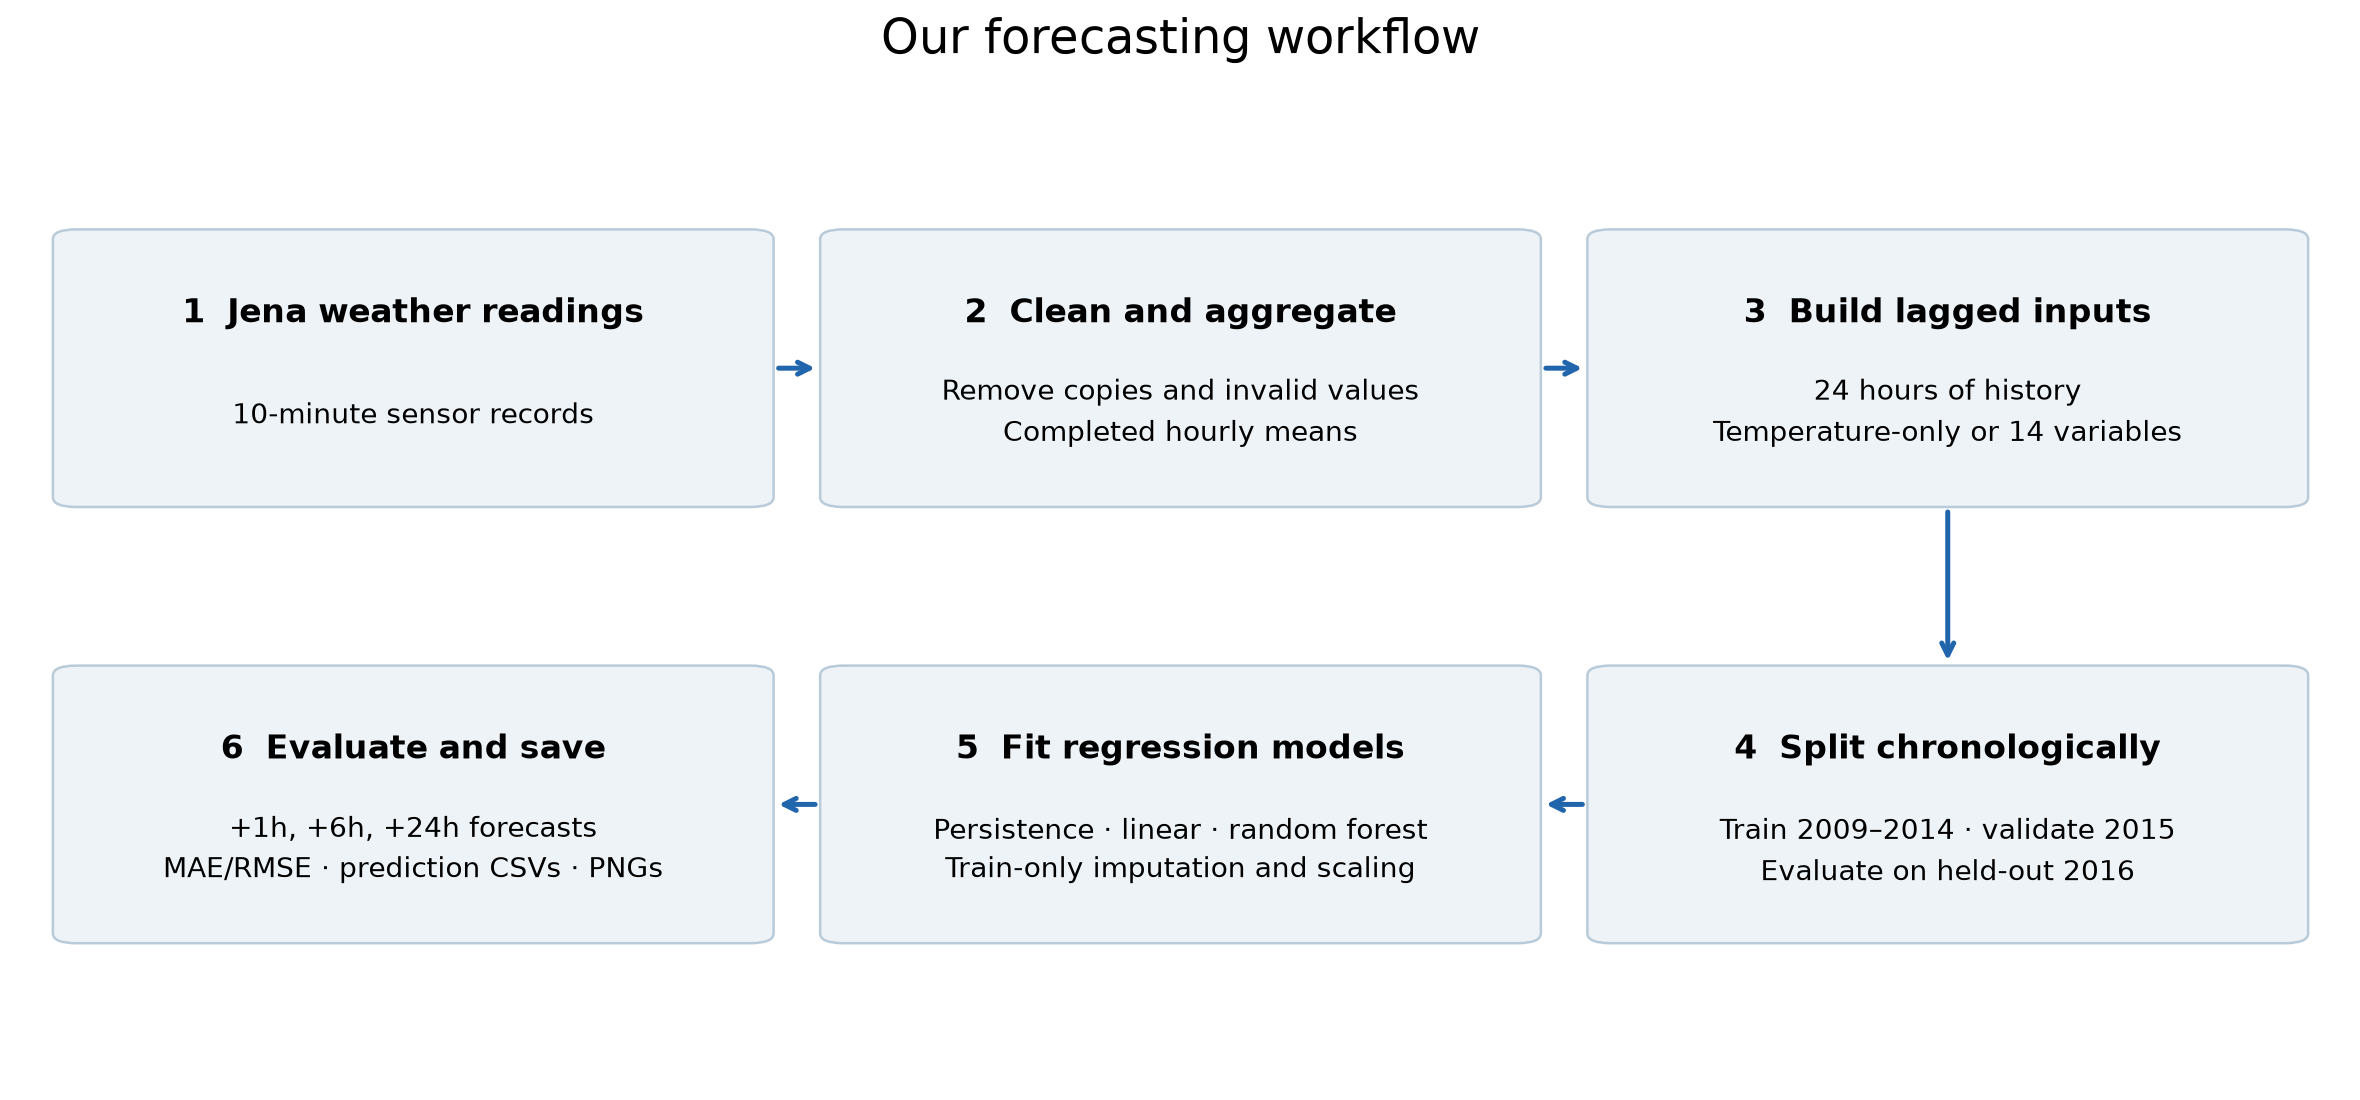 Our forecasting workflow
1 Jena weather readings
10-minute sensor records
2 Clean and aggregate
Remove copies and invalid values
Completed hourly means
3 Build lagged inputs
24 hours of history
Temperature-only or 14 variables
4 Split chronologically
Train 2009–2014 · validate 2015
Evaluate on held-out 2016
5 Fit regression models
Persistence · linear · random forest
Train-only imputation and scaling
6 Evaluate and save
+1h, +6h, +24h forecasts
MAE/RMSE · prediction CSVs · PNGs